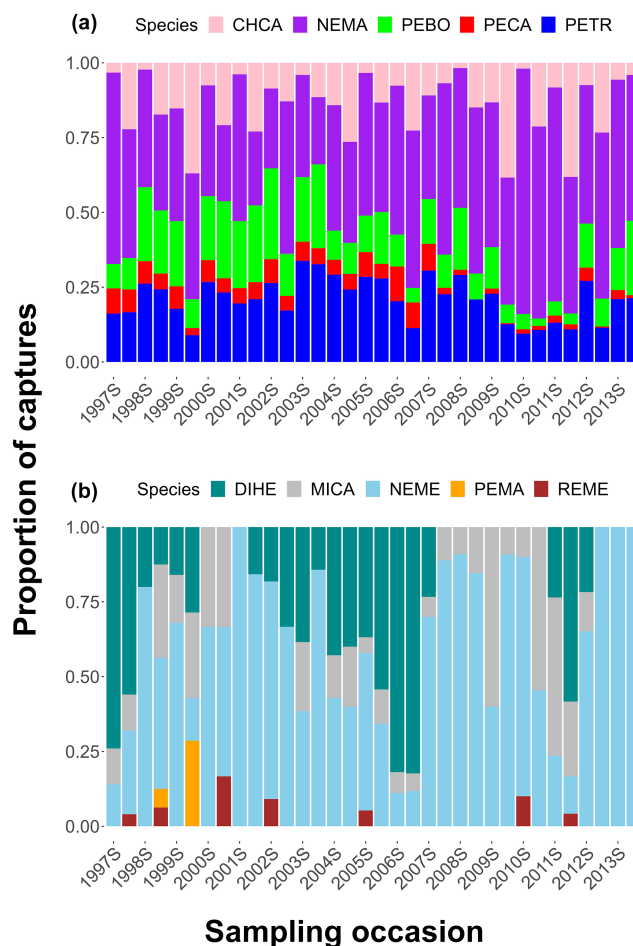 (a) Species CHCA NEMA PEBO PECA PETR
1.00
0.75
0.50
0.25
0.00
1997S 1998S 1999S 2000S 2001S 2002S 2003S 2004S 2005S 2006S 2007S 2008S 2009S 2010S 2011S 2012S 2013S
Proportion of captures
(b) Species DIHE MICA NEME PEMA REME
1.00
0.75
0.50
0.25
0.00
1997S 1998S 1999S 2000S 2001S 2002S 2003S 2004S 2005S 2006S 2007S 2008S 2009S 2010S 2011S 2012S 2013S
Sampling occasion